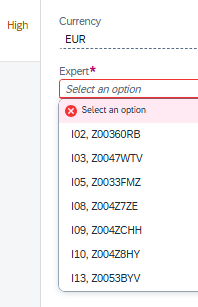 High
Currency
EUR
Expert*
Select an option
Select an option
I02, Z00360RB
I03, Z0047WTV
I05, Z0033FMZ
I08, Z004Z7ZE
I09, Z004ZCHH
I10, Z004Z8HY
I13, Z0053BYV